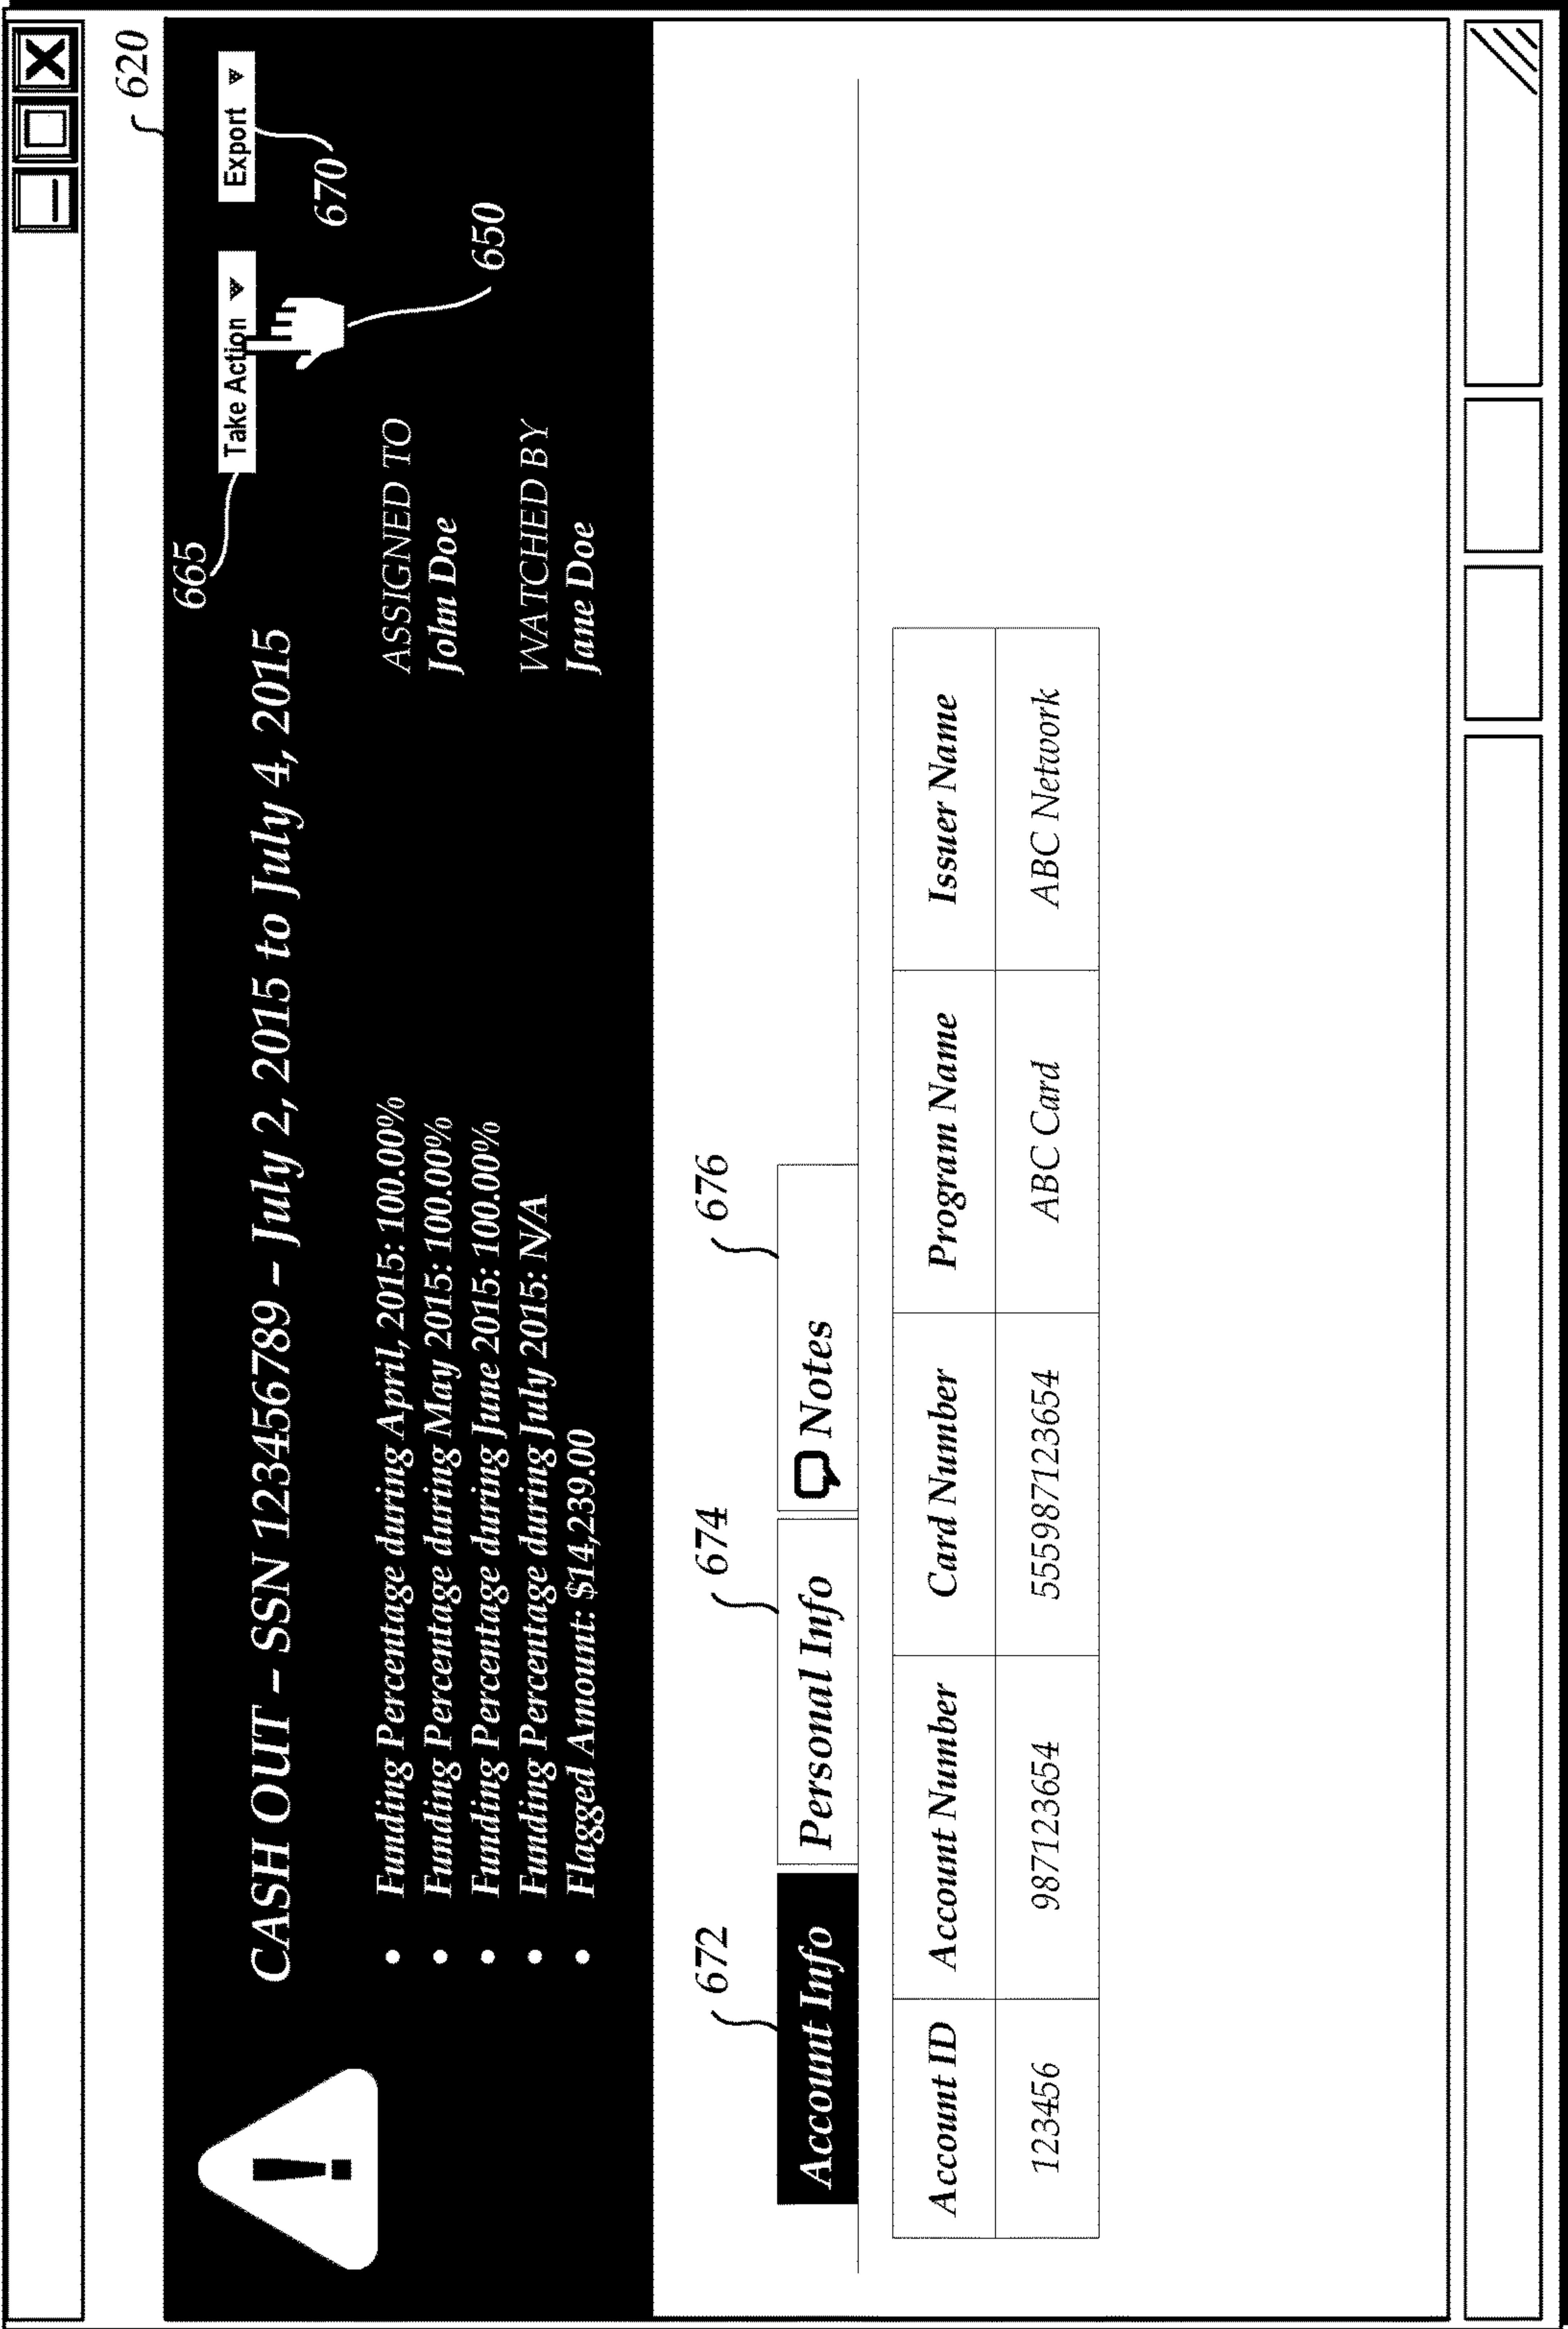 620
665
Take Action
Export
670
650
CASH OUT – SSN 123456789 – July 2, 2015 to July 4, 2015
• Funding Percentage during April, 2015: 100.00%
• Funding Percentage during May 2015: 100.00%
• Funding Percentage during June 2015: 100.00%
• Funding Percentage during July 2015: N/A
• Flagged Amount: $14,239.00
ASSIGNED TO
John Doe
WATCHED BY
Jane Doe
672
674
676
Account Info
Personal Info
Notes
Account ID Account Number Card Number Program Name Issuer Name
123456 987123654 555987123654 ABC Card ABC Network